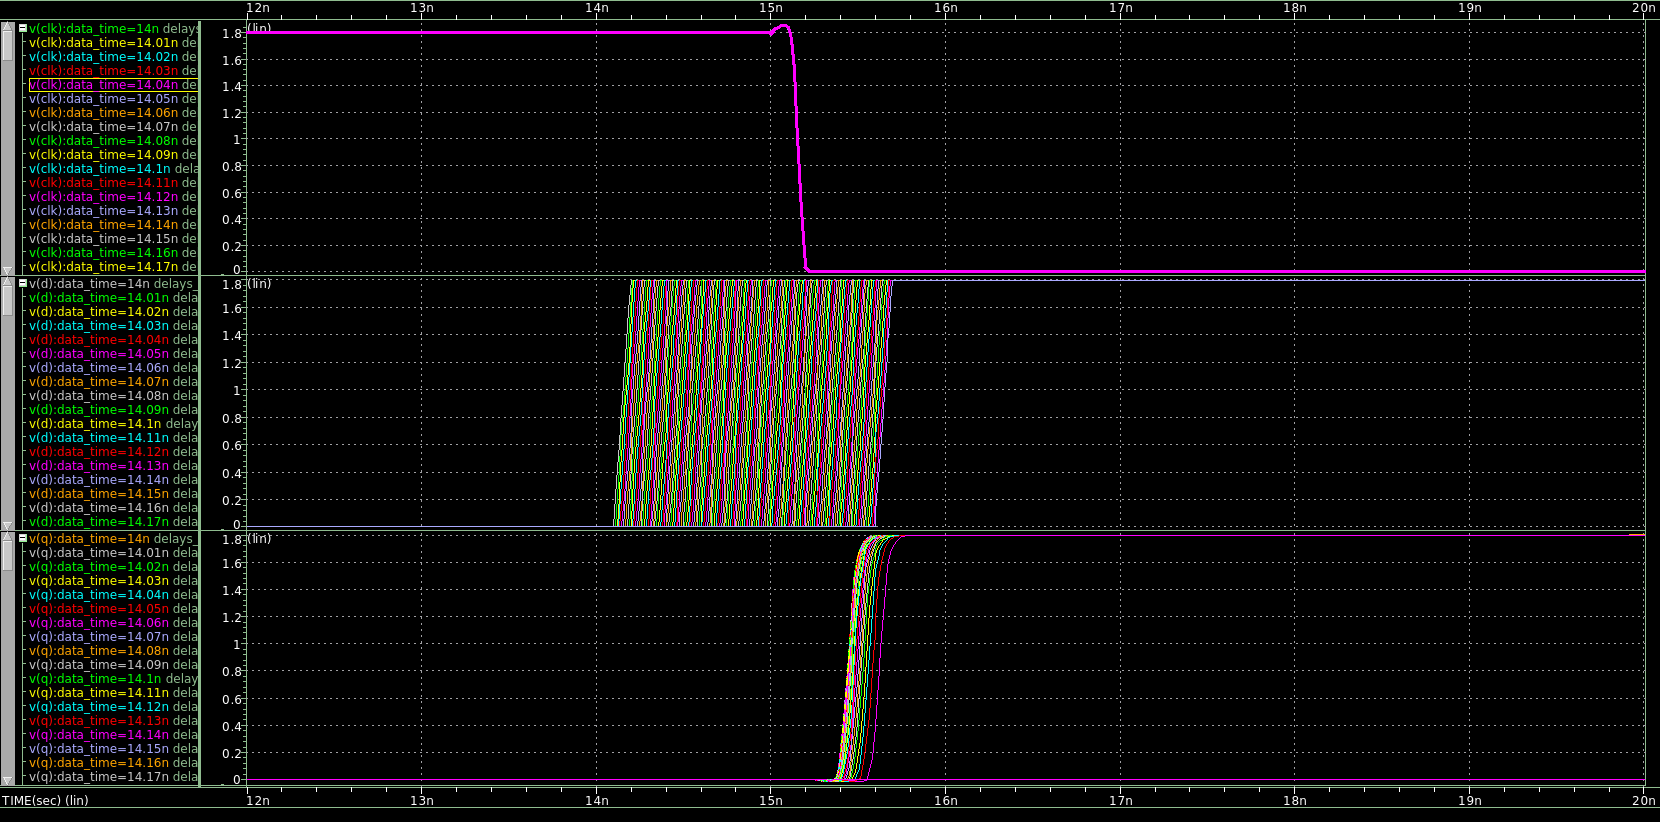 12n 13n 14n 15n 16n 17n 18n 19n 20n
v(clk):data_time=14n delays
v(clk):data_time=14.01n de
v(clk):data_time=14.02n de
v(clk):data_time=14.03n de
v(clk):data_time=14.04n de
v(clk):data_time=14.05n de
v(clk):data_time=14.06n de
v(clk):data_time=14.07n de
v(clk):data_time=14.08n de
v(clk):data_time=14.09n de
v(clk):data_time=14.1n dela
v(clk):data_time=14.11n de
v(clk):data_time=14.12n de
v(clk):data_time=14.13n de
v(clk):data_time=14.14n de
v(clk):data_time=14.15n de
v(clk):data_time=14.16n de
v(clk):data_time=14.17n de
(lin)
1.8
1.6
1.4
1.2
1
0.8
0.6
0.4
0.2
0
v(d):data_time=14n delays
v(d):data_time=14.01n dela
v(d):data_time=14.02n dela
v(d):data_time=14.03n dela
v(d):data_time=14.04n dela
v(d):data_time=14.05n dela
v(d):data_time=14.06n dela
v(d):data_time=14.07n dela
v(d):data_time=14.08n dela
v(d):data_time=14.09n dela
v(d):data_time=14.1n delay
v(d):data_time=14.11n dela
v(d):data_time=14.12n dela
v(d):data_time=14.13n dela
v(d):data_time=14.14n dela
v(d):data_time=14.15n dela
v(d):data_time=14.16n dela
v(d):data_time=14.17n dela
1.8 (lin)
1.6
1.4
1.2
1
0.8
0.6
0.4
0.2
0
v(q):data_time=14n delays
v(q):data_time=14.01n dela
v(q):data_time=14.02n dela
v(q):data_time=14.03n dela
v(q):data_time=14.04n dela
v(q):data_time=14.05n dela
v(q):data_time=14.06n dela
v(q):data_time=14.07n dela
v(q):data_time=14.08n dela
v(q):data_time=14.09n dela
v(q):data_time=14.1n delay
v(q):data_time=14.11n dela
v(q):data_time=14.12n dela
v(q):data_time=14.13n dela
v(q):data_time=14.14n dela
v(q):data_time=14.15n dela
v(q):data_time=14.16n dela
v(q):data_time=14.17n dela
1.8 (lin)
1.6
1.4
1.2
1
0.8
0.6
0.4
0.2
0
TIME(sec) (lin) 12n 13n 14n 15n 16n 17n 18n 19n 20n